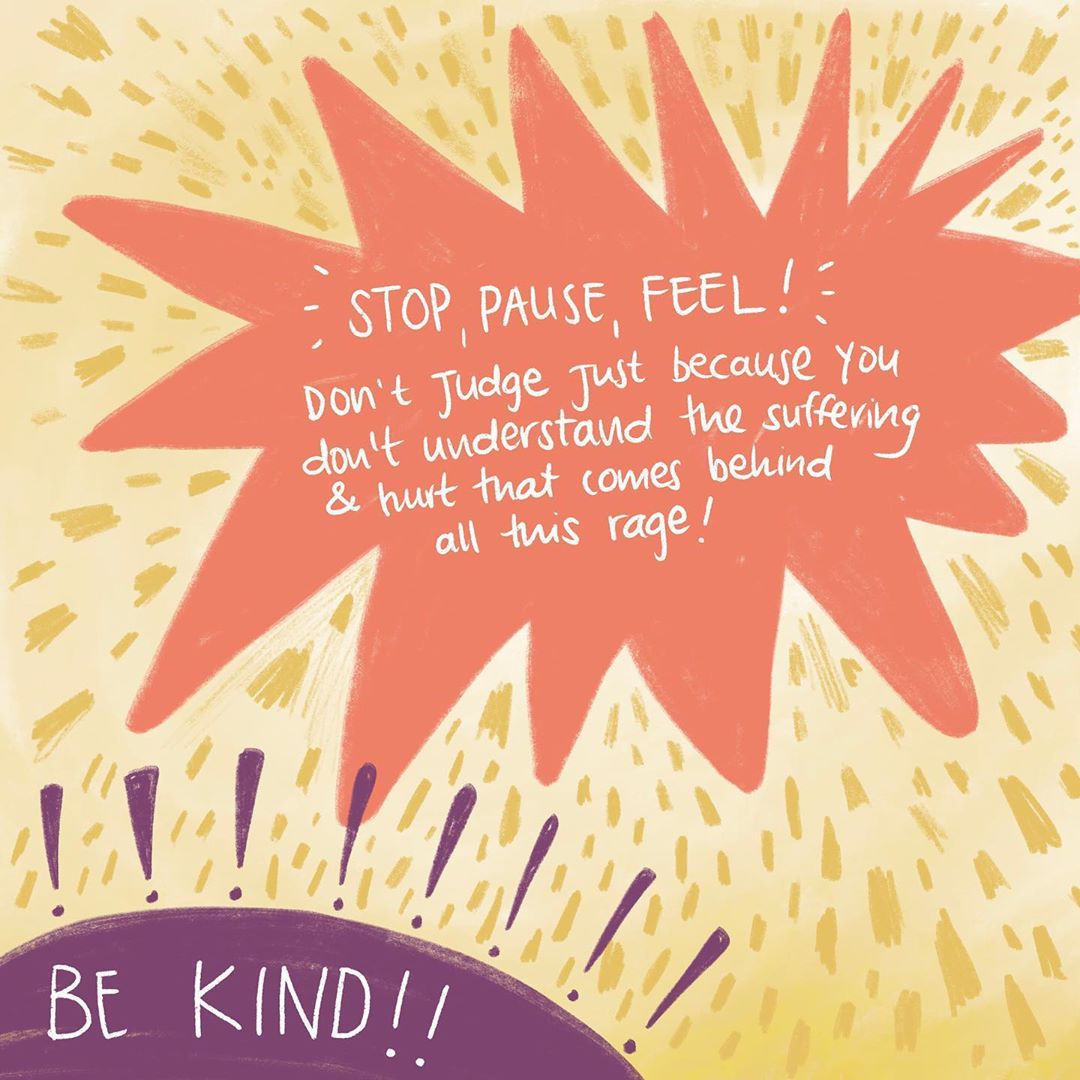 STOP, PAUSE, FEEL!
Don't Judge Just because you
don't understand the suffering
& hurt that comes behind
all this rage!
BE KIND!!